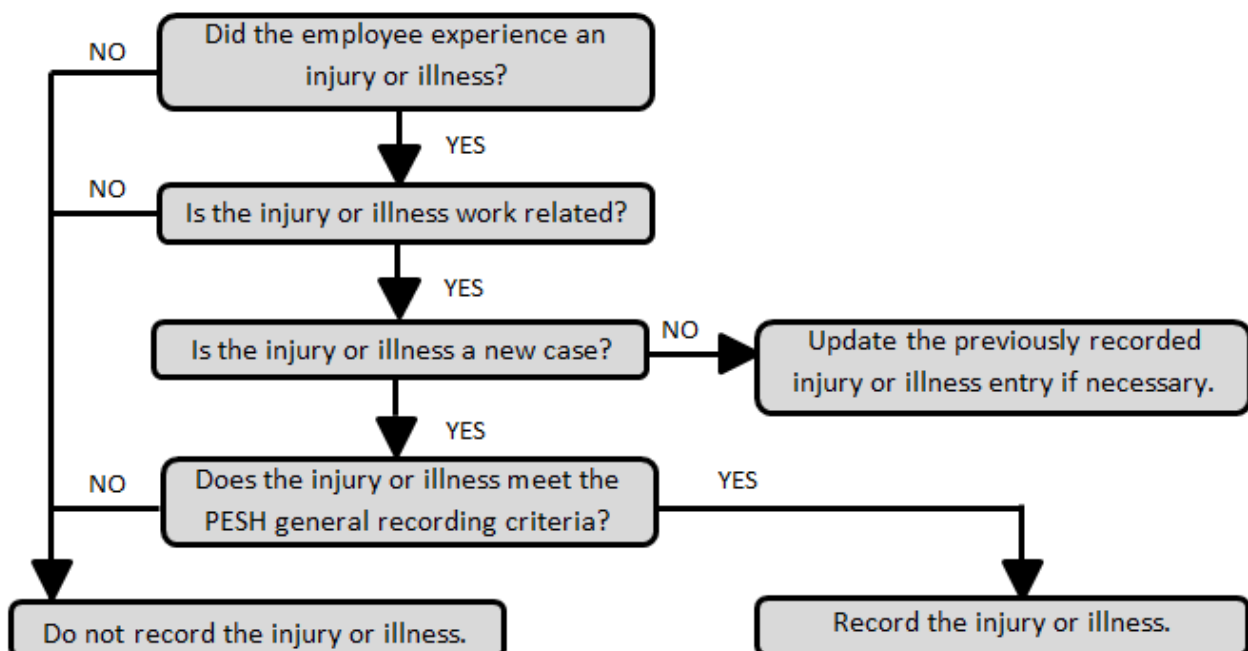 Did the employee experience an
injury or illness?
NO
YES
NO
Is the injury or illness work related?
YES
Is the injury or illness a new case?
NO
Update the previously recorded
injury or illness entry if necessary.
YES
Does the injury or illness meet the
PESH general recording criteria?
NO
YES
Do not record the injury or illness.
Record the injury or illness.